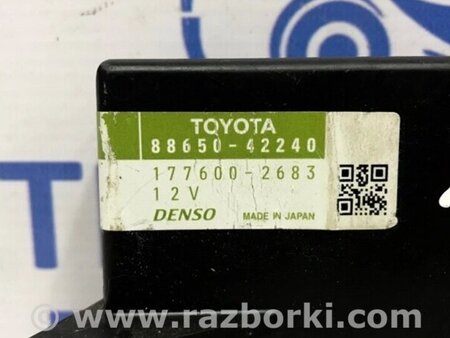 TOYOTA
88650-42240
177600-2683
12V
DENSO MADE IN JAPAN
www.razborki.com